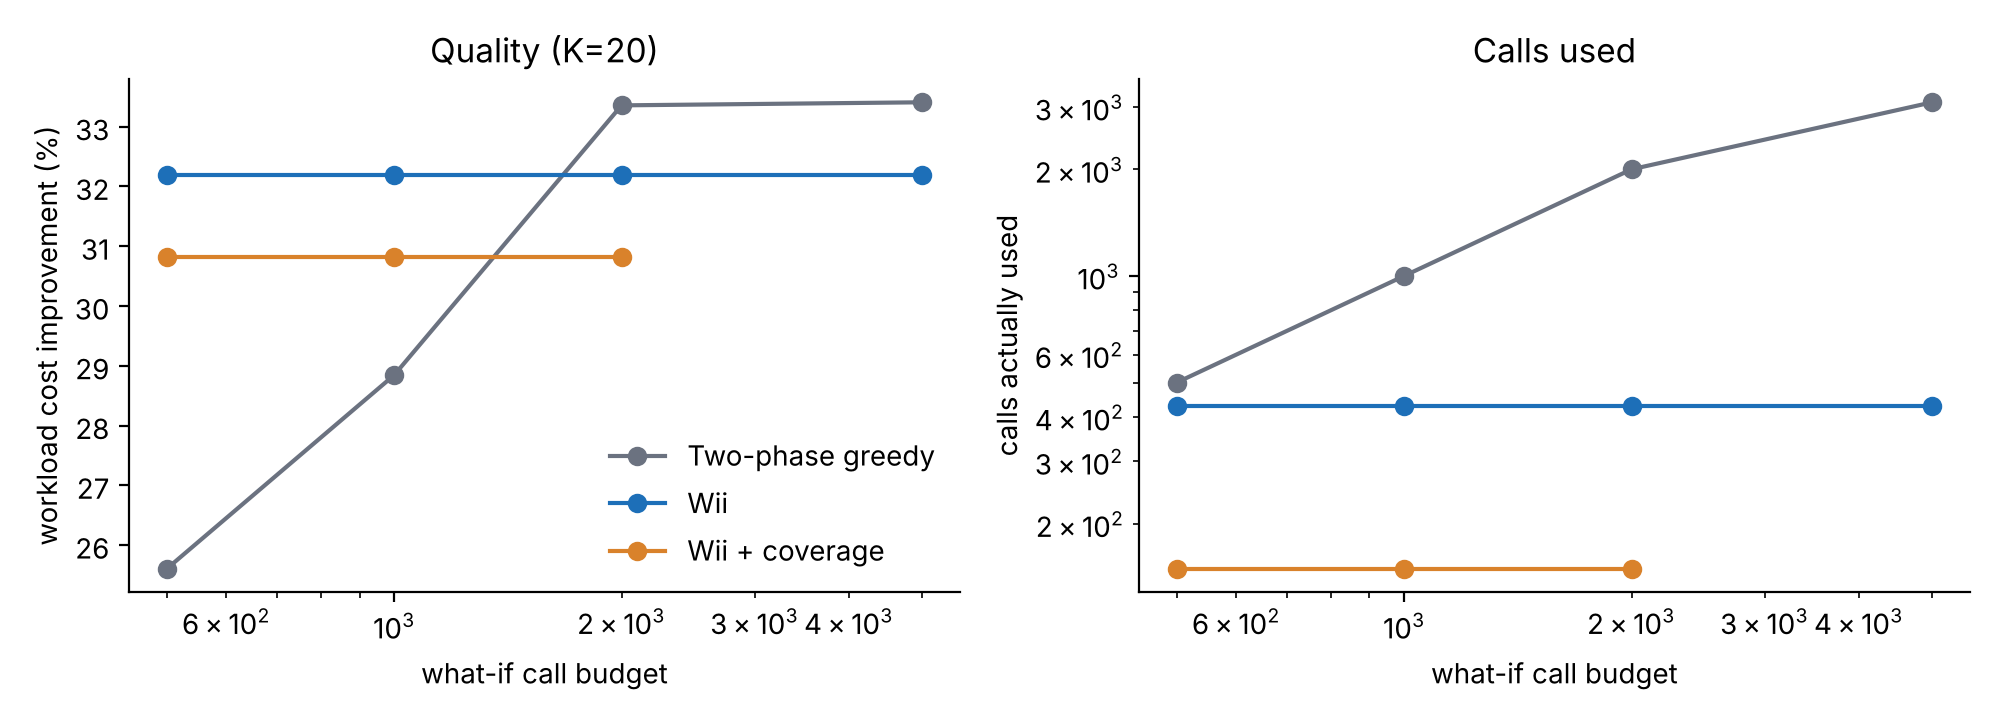 Quality (K=20)
workload cost improvement (%)
33
32
31
30
29
28
27
26
Two-phase greedy
Wii
Wii + coverage
6 × 10² 10³ 2 × 10³ 3 × 10³ 4 × 10³
what-if call budget
Calls used
calls actually used
3 × 10³
2 × 10³
10³
6 × 10²
4 × 10²
3 × 10²
2 × 10²
6 × 10² 10³ 2 × 10³ 3 × 10³ 4 × 10³
what-if call budget